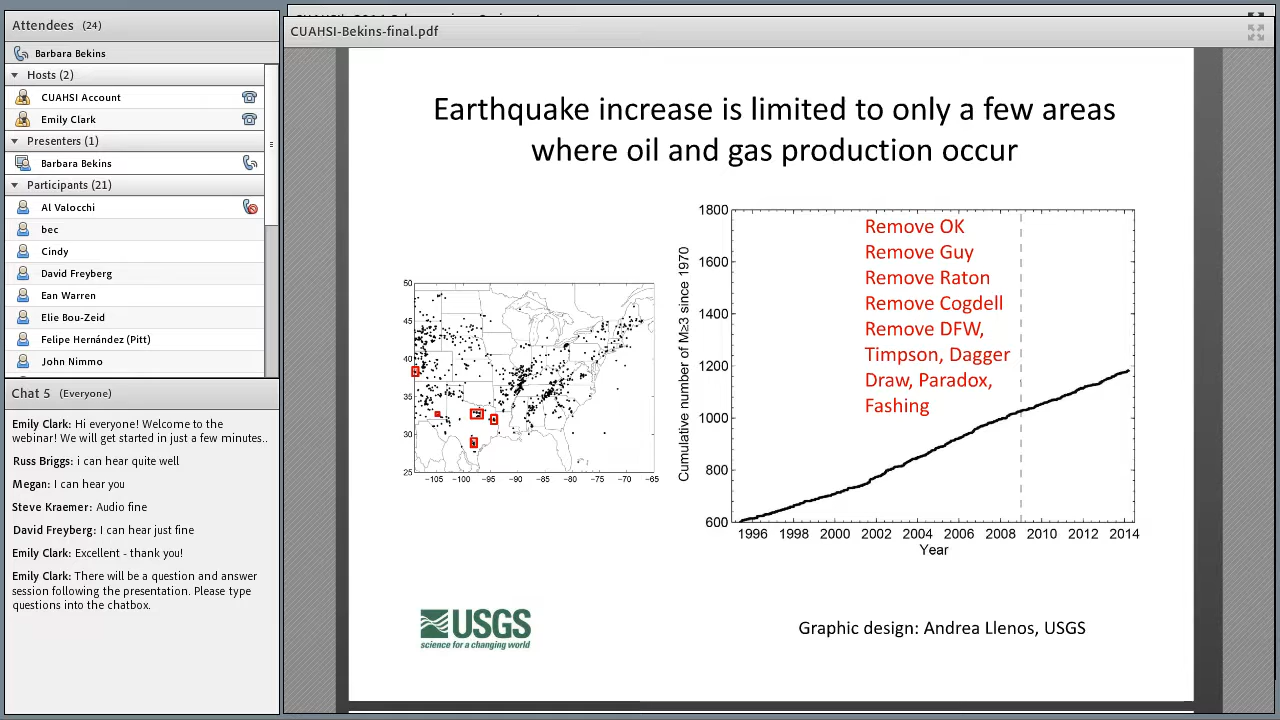 Attendees (24)
Barbara Bekins
Hosts (2)
CUAHSI Account
Emily Clark
Presenters (1)
Barbara Bekins
Participants (21)
Al Valocchi
bec
Cindy
David Freyberg
Ean Warren
Elie Bou-Zeid
Felipe Hernández (Pitt)
John Nimmo
Chat 5 (Everyone)
Emily Clark: Hi everyone! Welcome to the
webinar! We will get started in just a few minutes..
Russ Briggs: i can hear quite well
Megan: I can hear you
Steve Kraemer: Audio fine
David Freyberg: I can hear just fine
Emily Clark: Excellent - thank you!
Emily Clark: There will be a question and answer
session following the presentation. Please type
questions into the chatbox.
CUAHSI-Bekins-final.pdf
Earthquake increase is limited to only a few areas
where oil and gas production occur
50
45
40
35
30
25
−105 −100 −95 −90 −85 −80 −75 −70 −65
Cumulative number of M≥3 since 1970
1800
1600
1400
1200
1000
800
600
Remove OK
Remove Guy
Remove Raton
Remove Cogdell
Remove DFW,
Timpson, Dagger
Draw, Paradox,
Fashing
1996 1998 2000 2002 2004 2006 2008 2010 2012 2014
Year
USGS
science for a changing world
Graphic design: Andrea Llenos, USGS